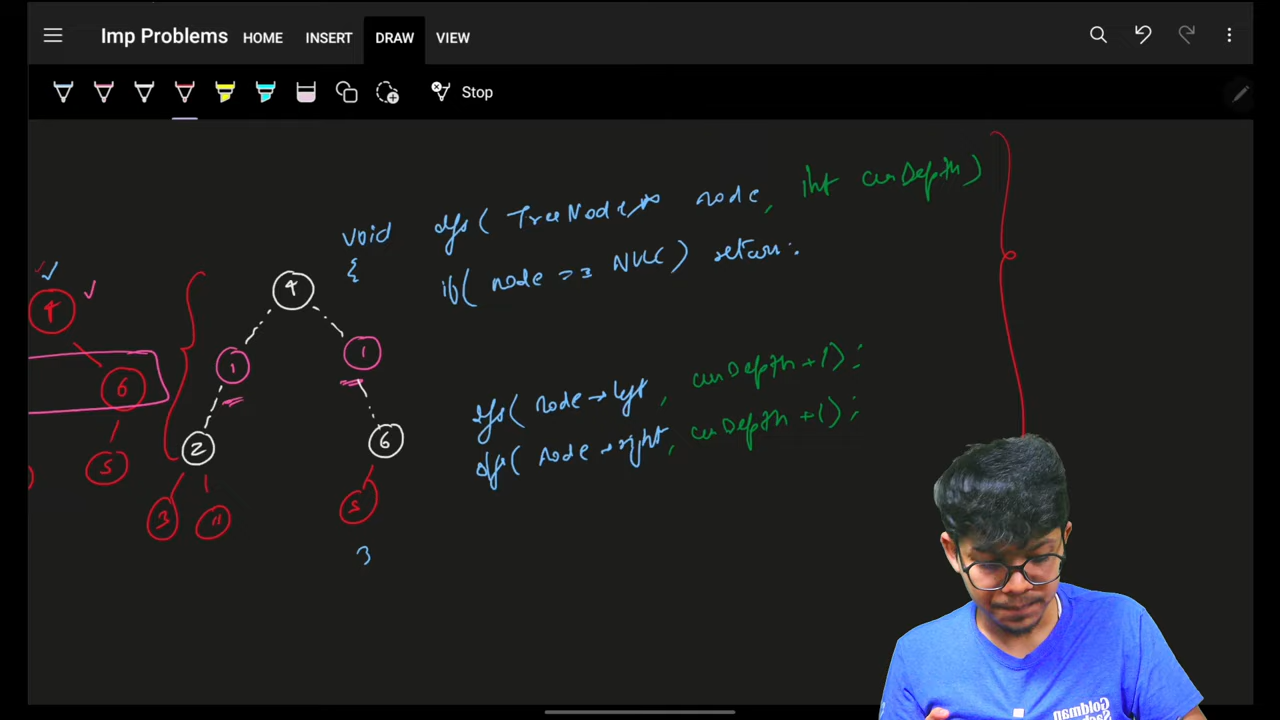 Imp Problems HOME INSERT DRAW VIEW
Stop
void dfs( TreeNode* node, int currDepth)
{
if( node == NULL) return;
4
4
1 1
6
2 6
5
3 11 5
dfs( node→left, currDepth+1);
dfs( node→right, currDepth+1);
}
Goldman
Sachs